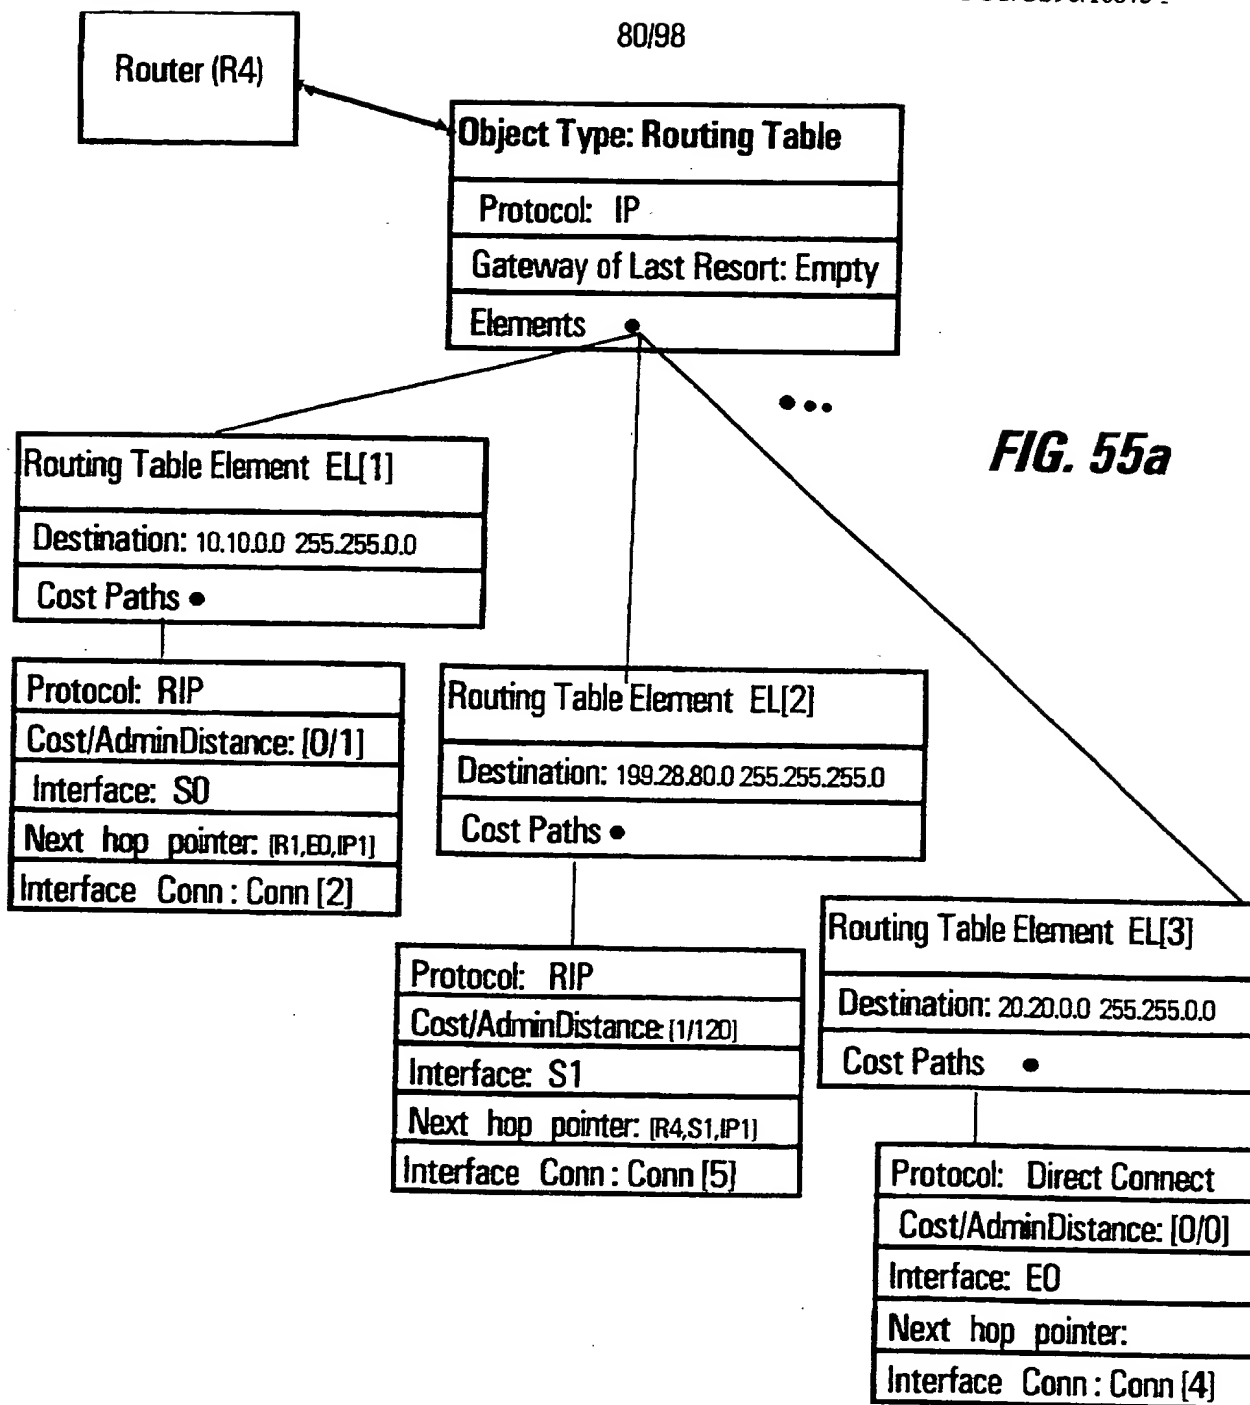 80/98
Router (R4)
Object Type: Routing Table
Protocol: IP
Gateway of Last Resort: Empty
Elements
FIG. 55a
Routing Table Element EL[1]
Destination: 10.10.0.0 255.255.0.0
Cost Paths
Protocol: RIP
Cost/AdminDistance: [0/1]
Interface: S0
Next hop pointer: [R1,E0,IP1]
Interface Conn : Conn [2]
Routing Table Element EL[2]
Destination: 199.28.80.0 255.255.255.0
Cost Paths
Protocol: RIP
Cost/AdminDistance: [1/120]
Interface: S1
Next hop pointer: [R4,S1,IP1]
Interface Conn : Conn [5]
Routing Table Element EL[3]
Destination: 20.20.0.0 255.255.0.0
Cost Paths
Protocol: Direct Connect
Cost/AdminDistance: [0/0]
Interface: E0
Next hop pointer:
Interface Conn : Conn [4]